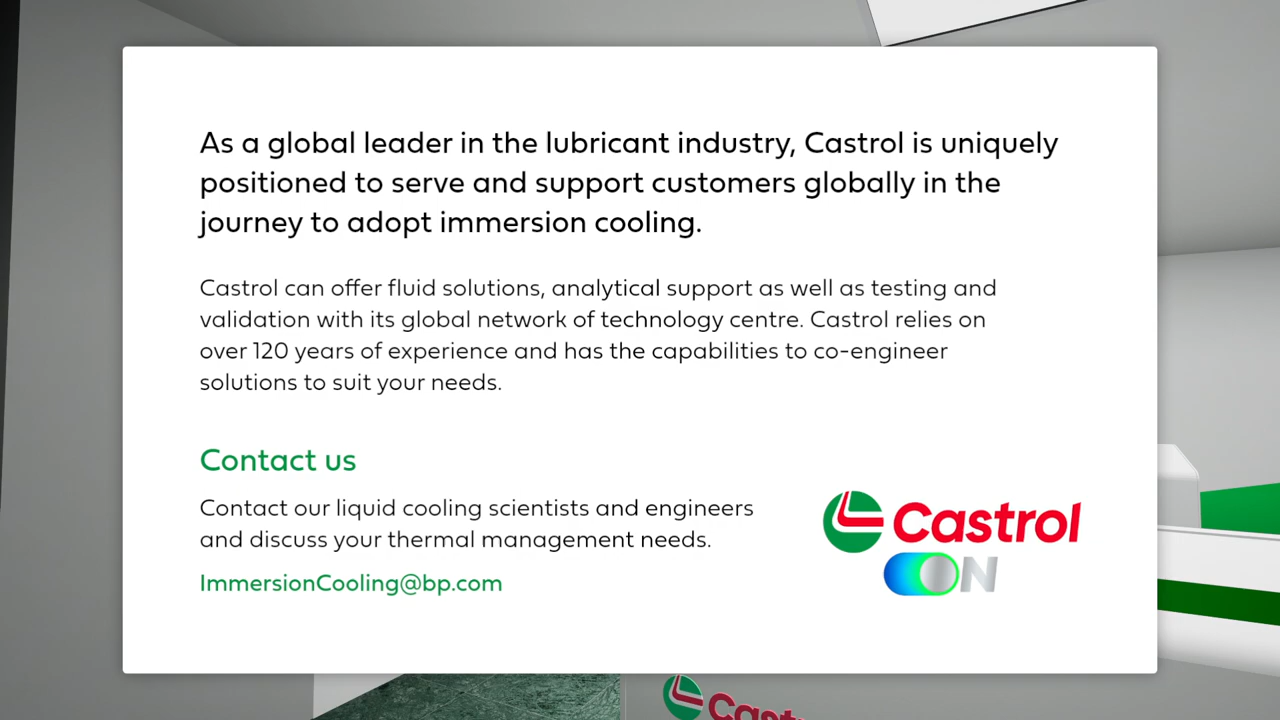 As a global leader in the lubricant industry, Castrol is uniquely
positioned to serve and support customers globally in the
journey to adopt immersion cooling.
Castrol can offer fluid solutions, analytical support as well as testing and
validation with its global network of technology centre. Castrol relies on
over 120 years of experience and has the capabilities to co-engineer
solutions to suit your needs.
Contact us
Contact our liquid cooling scientists and engineers
and discuss your thermal management needs.
ImmersionCooling@bp.com
Castrol
ON